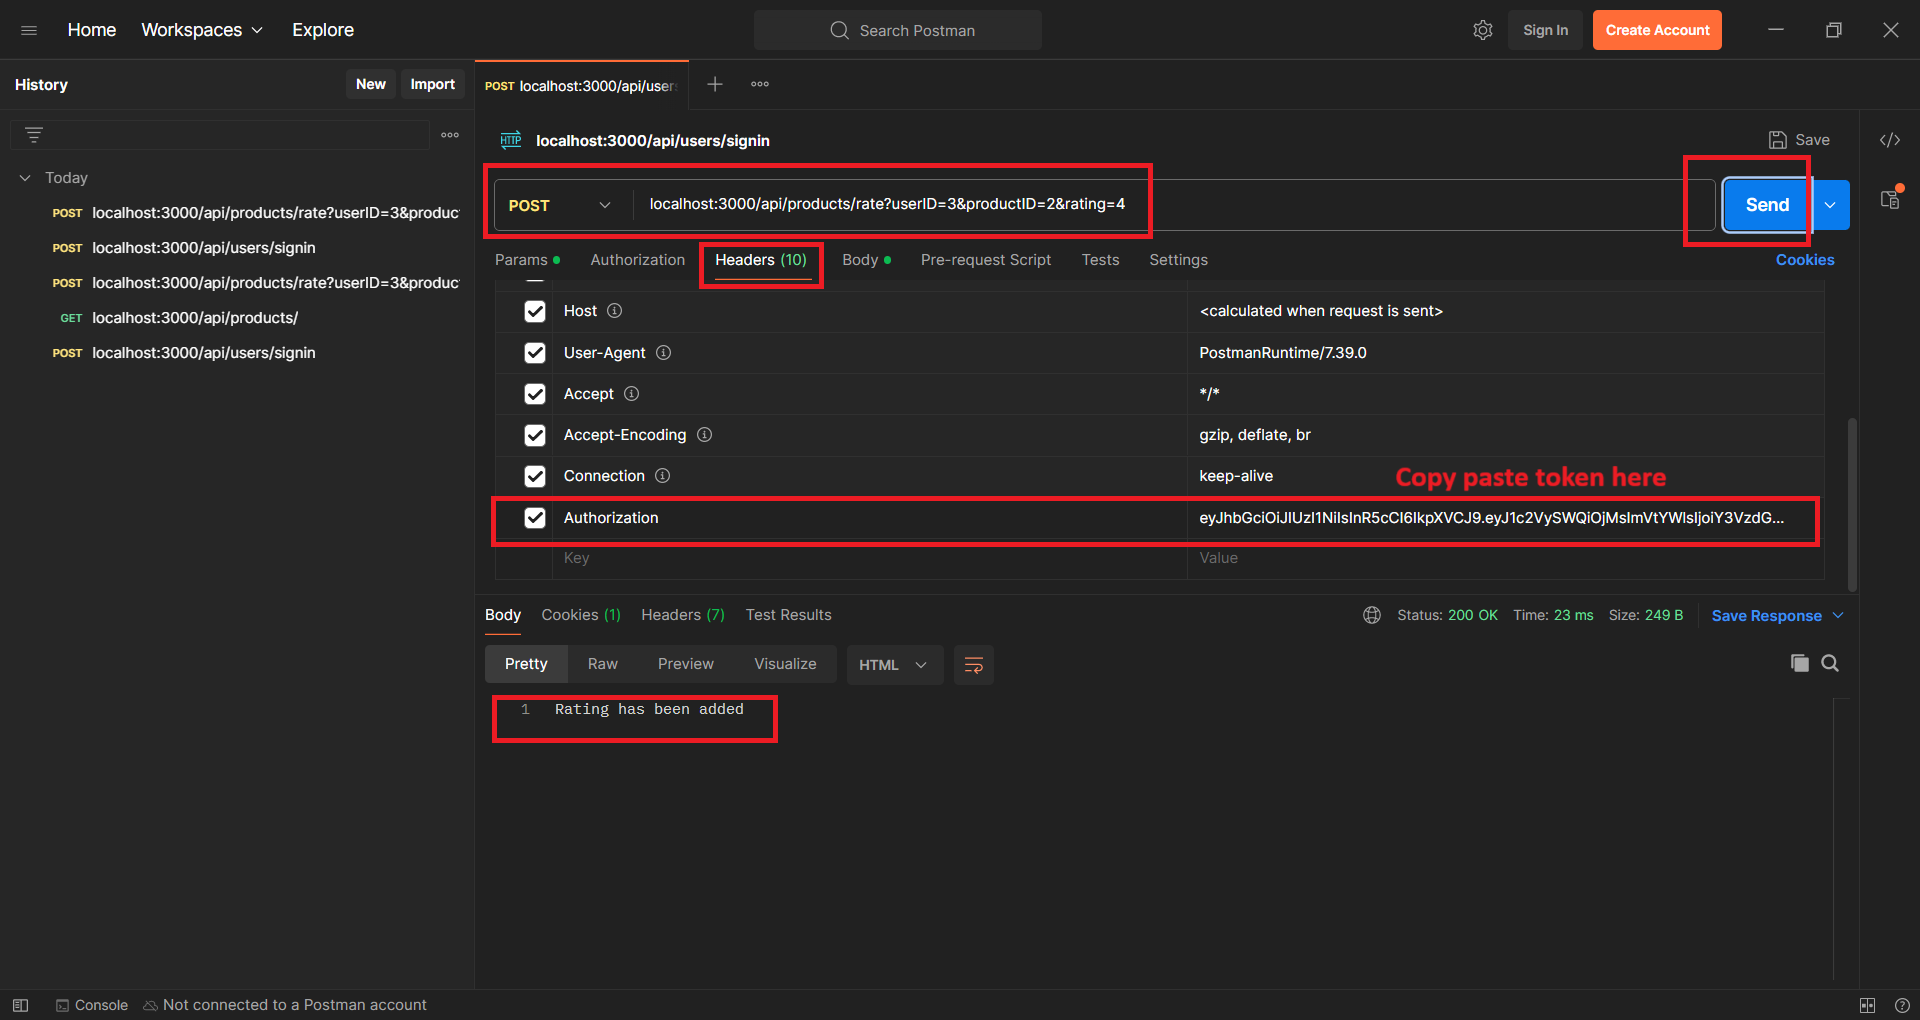 Home Workspaces Explore Search Postman Sign In Create Account
History New Import POST localhost:3000/api/user
HTTP localhost:3000/api/users/signin Save
Today
POST localhost:3000/api/products/rate?userID=3&produc
POST localhost:3000/api/users/signin
POST localhost:3000/api/products/rate?userID=3&produc
GET localhost:3000/api/products/
POST localhost:3000/api/users/signin
POST localhost:3000/api/products/rate?userID=3&productID=2&rating=4 Send
Params Authorization Headers (10) Body Pre-request Script Tests Settings Cookies
Host <calculated when request is sent>
User-Agent PostmanRuntime/7.39.0
Accept */*
Accept-Encoding gzip, deflate, br
Connection keep-alive Copy paste token here
Authorization eyJhbGciOiJIUzI1NiIsInR5cCI6IkpXVCJ9.eyJ1c2VySWQiOjMsImVtYWlsIjoiY3VzdG...
Key Value
Body Cookies (1) Headers (7) Test Results Status: 200 OK Time: 23 ms Size: 249 B Save Response
Pretty Raw Preview Visualize HTML
1 Rating has been added
Console Not connected to a Postman account